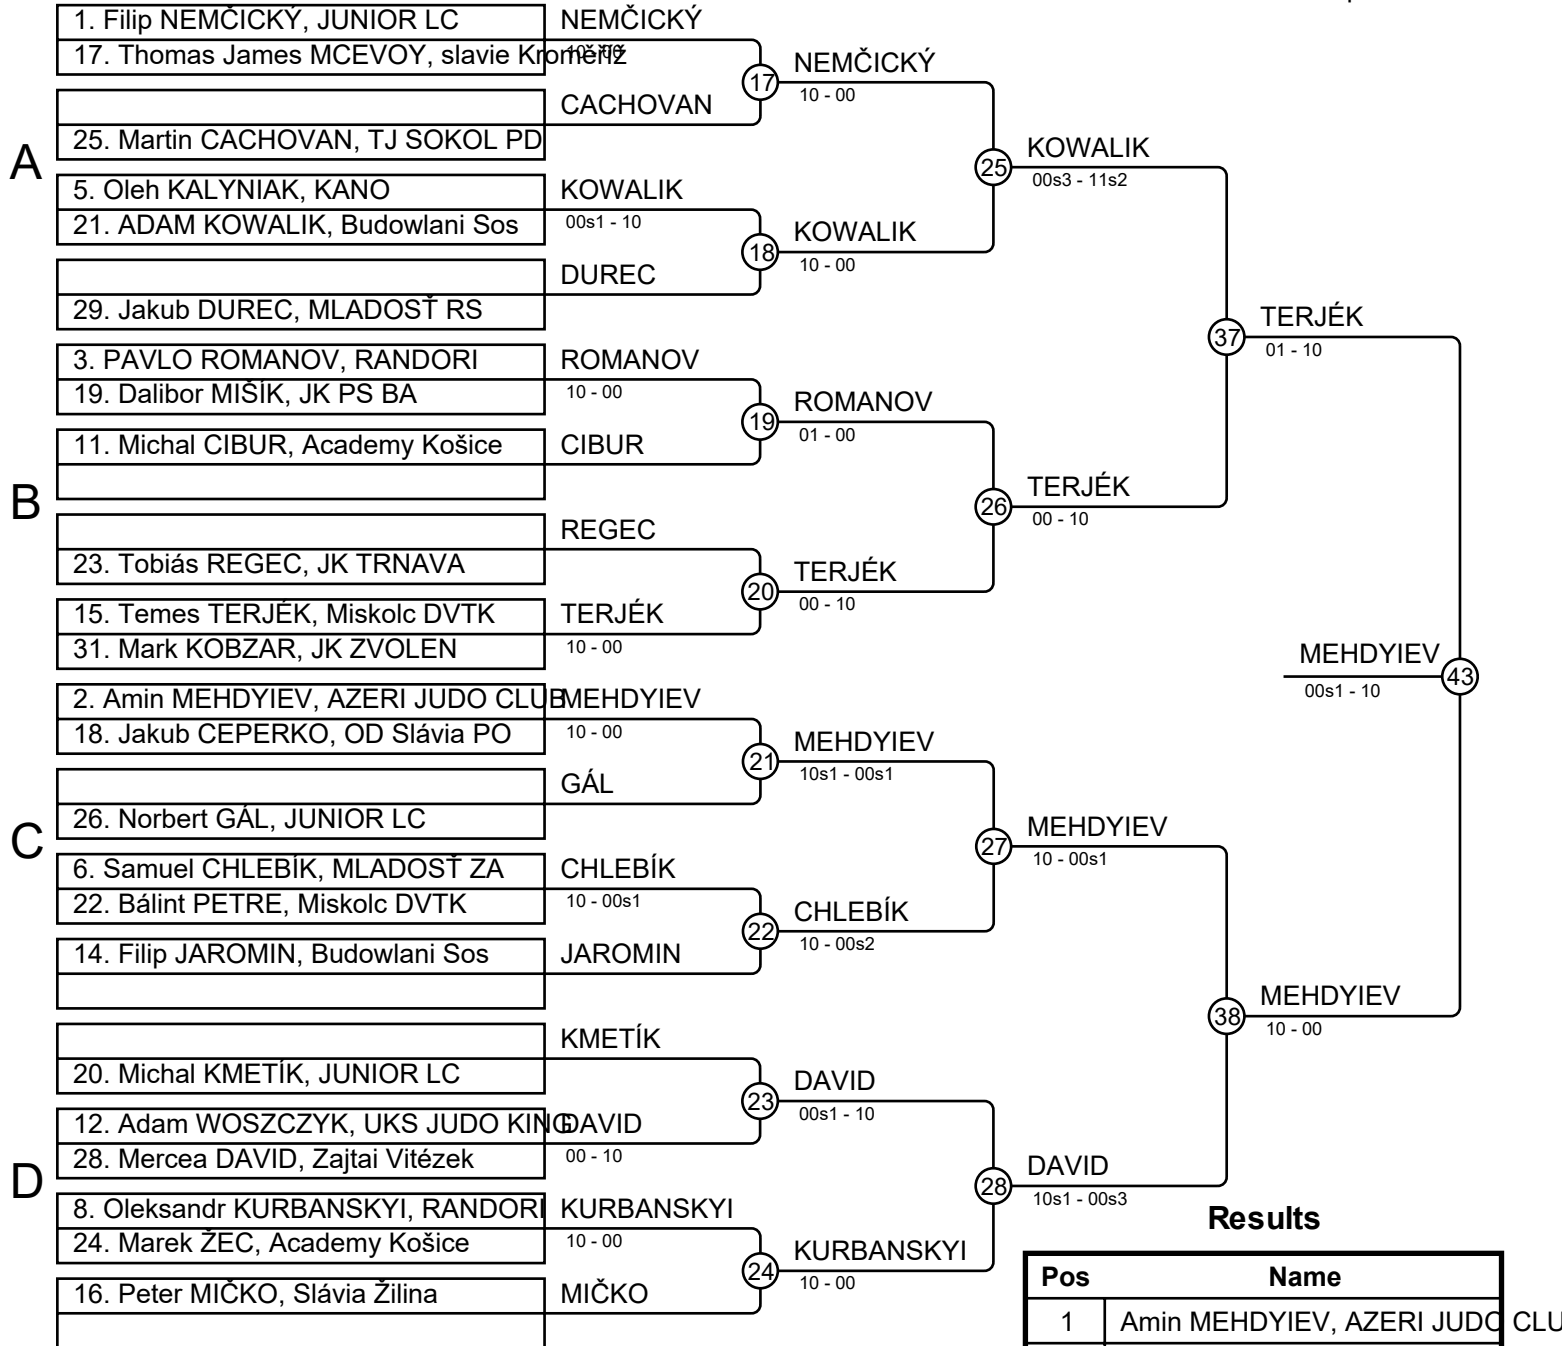 1. Filip NEMČICKÝ, JUNIOR LC
17. Thomas James MCEVOY, slavie Kroměříž
25. Martin CACHOVAN, TJ SOKOL PD
A
5. Oleh KALYNIAK, KANO
21. ADAM KOWALIK, Budowlani Sos
29. Jakub DUREC, MLADOSŤ RS
3. PAVLO ROMANOV, RANDORI
19. Dalibor MIŠÍK, JK PS BA
11. Michal CIBUR, Academy Košice
B
23. Tobiás REGEC, JK TRNAVA
15. Temes TERJÉK, Miskolc DVTK
31. Mark KOBZAR, JK ZVOLEN
2. Amin MEHDYIEV, AZERI JUDO CLUB
18. Jakub CEPERKO, OD Slávia PO
26. Norbert GÁL, JUNIOR LC
C
6. Samuel CHLEBÍK, MLADOSŤ ZA
22. Bálint PETRE, Miskolc DVTK
14. Filip JAROMIN, Budowlani Sos
20. Michal KMETÍK, JUNIOR LC
12. Adam WOSZCZYK, UKS JUDO KING
28. Mercea DAVID, Zajtai Vitézek
D
8. Oleksandr KURBANSKYI, RANDORI
24. Marek ŽEC, Academy Košice
16. Peter MIČKO, Slávia Žilina
NEMČICKÝ
10 - 00
CACHOVAN
KOWALIK
00s1 - 10
DUREC
ROMANOV
10 - 00
CIBUR
REGEC
TERJÉK
10 - 00
MEHDYIEV
10 - 00
GÁL
CHLEBÍK
10 - 00s1
JAROMIN
KMETÍK
DAVID
00 - 10
KURBANSKYI
10 - 00
MIČKO
17
NEMČICKÝ
10 - 00
18
KOWALIK
10 - 00
19
ROMANOV
01 - 00
20
TERJÉK
00 - 10
21
MEHDYIEV
10s1 - 00s1
22
CHLEBÍK
10 - 00s2
23
DAVID
00s1 - 10
24
KURBANSKYI
10 - 00
25
KOWALIK
00s3 - 11s2
26
TERJÉK
00 - 10
27
MEHDYIEV
10 - 00s1
28
DAVID
10s1 - 00s3
37
TERJÉK
01 - 10
38
MEHDYIEV
10 - 00
MEHDYIEV
43
00s1 - 10
Results
Pos Name
1 Amin MEHDYIEV, AZERI JUDO CLU